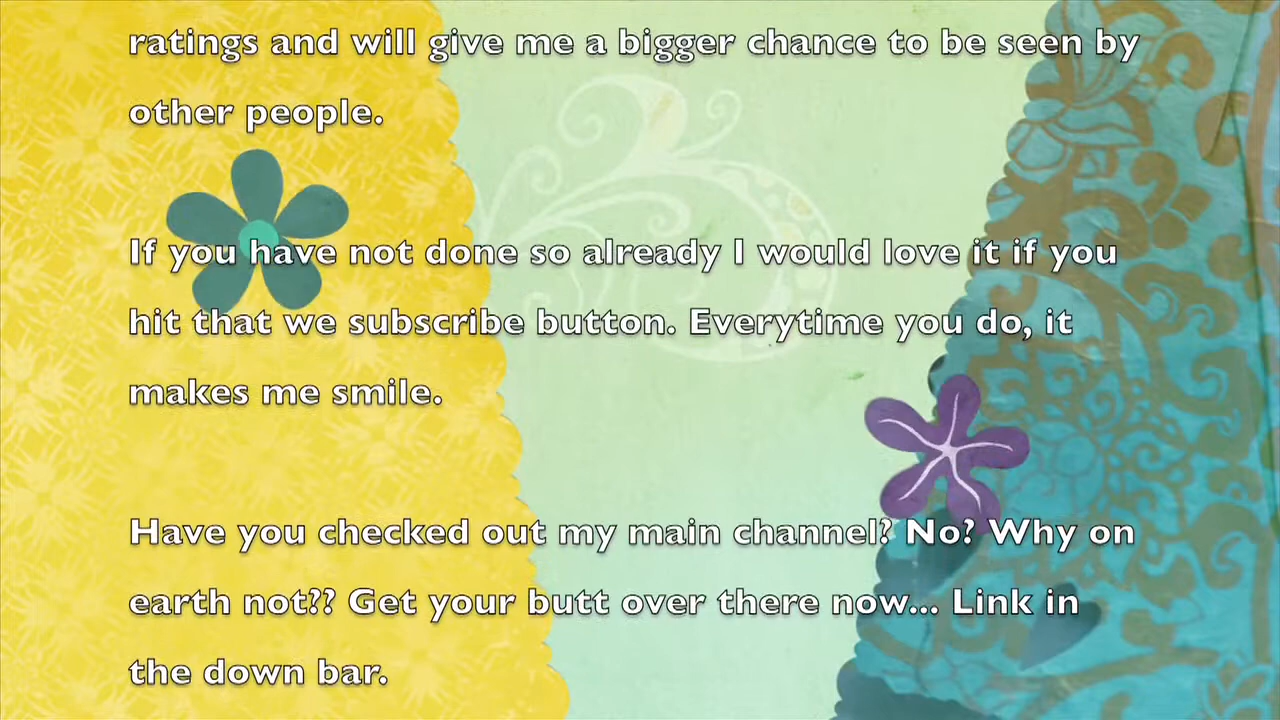 ratings and will give me a bigger chance to be seen by
other people.
If you have not done so already I would love it if you
hit that we subscribe button. Everytime you do, it
makes me smile.
Have you checked out my main channel? No? Why on
earth not?? Get your butt over there now... Link in
the down bar.